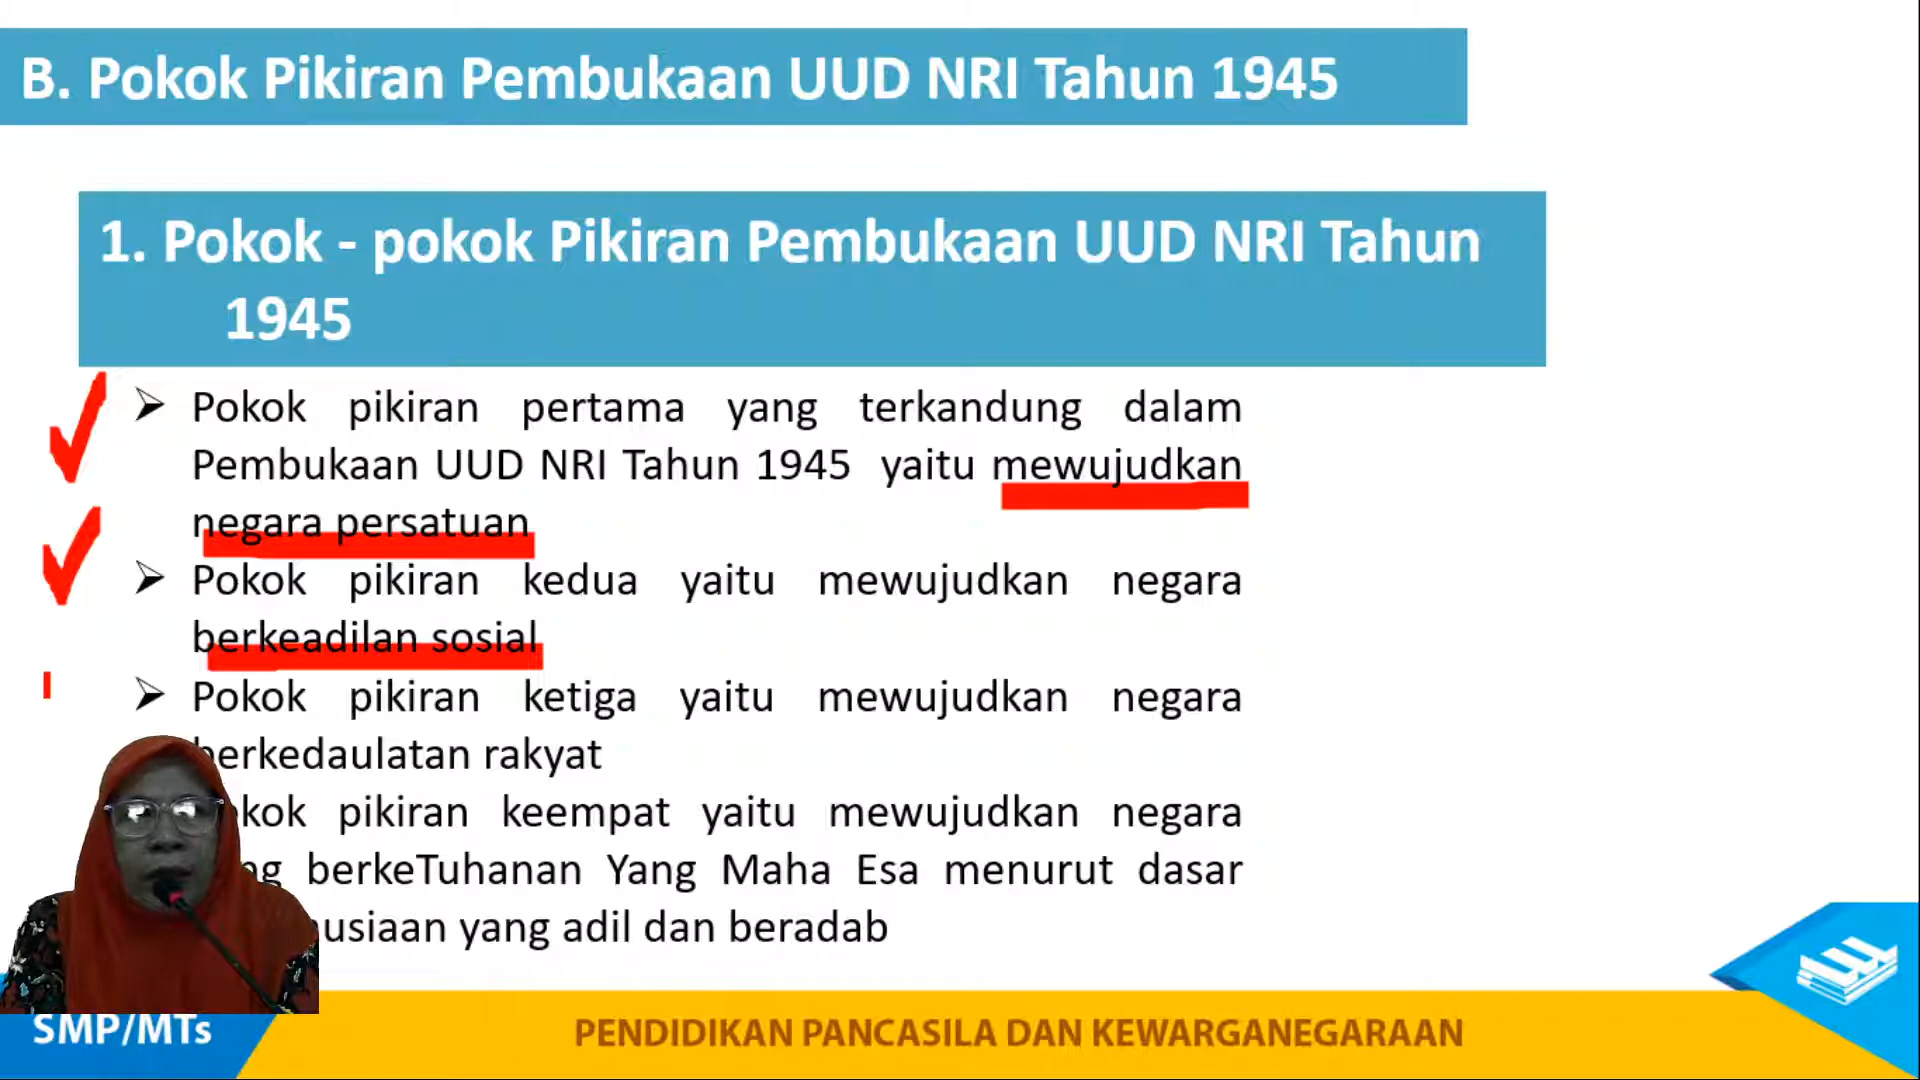 B. Pokok Pikiran Pembukaan UUD NRI Tahun 1945
1. Pokok - pokok Pikiran Pembukaan UUD NRI Tahun
1945
Pokok pikiran pertama yang terkandung dalam
Pembukaan UUD NRI Tahun 1945 yaitu mewujudkan
negara persatuan
Pokok pikiran kedua yaitu mewujudkan negara
berkeadilan sosial
Pokok pikiran ketiga yaitu mewujudkan negara
berkedaulatan rakyat
pikiran keempat yaitu mewujudkan negara
berkeTuhanan Yang Maha Esa menurut dasar
yang adil dan beradab
SMP/MTs
PENDIDIKAN PANCASILA DAN KEWARGANEGARAAN